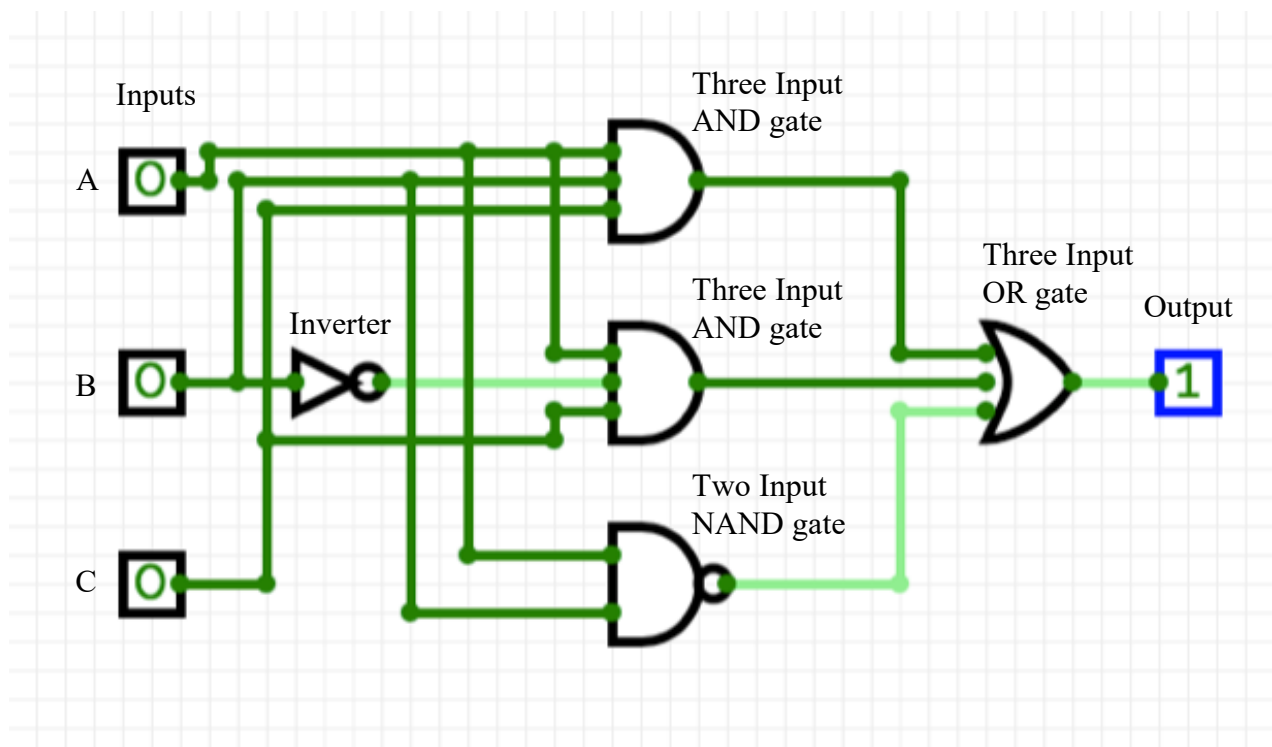 Inputs
Three Input
AND gate
A
0
Three Input
OR gate
Three Input
AND gate
Output
Inverter
B
0
1
Two Input
NAND gate
C
0